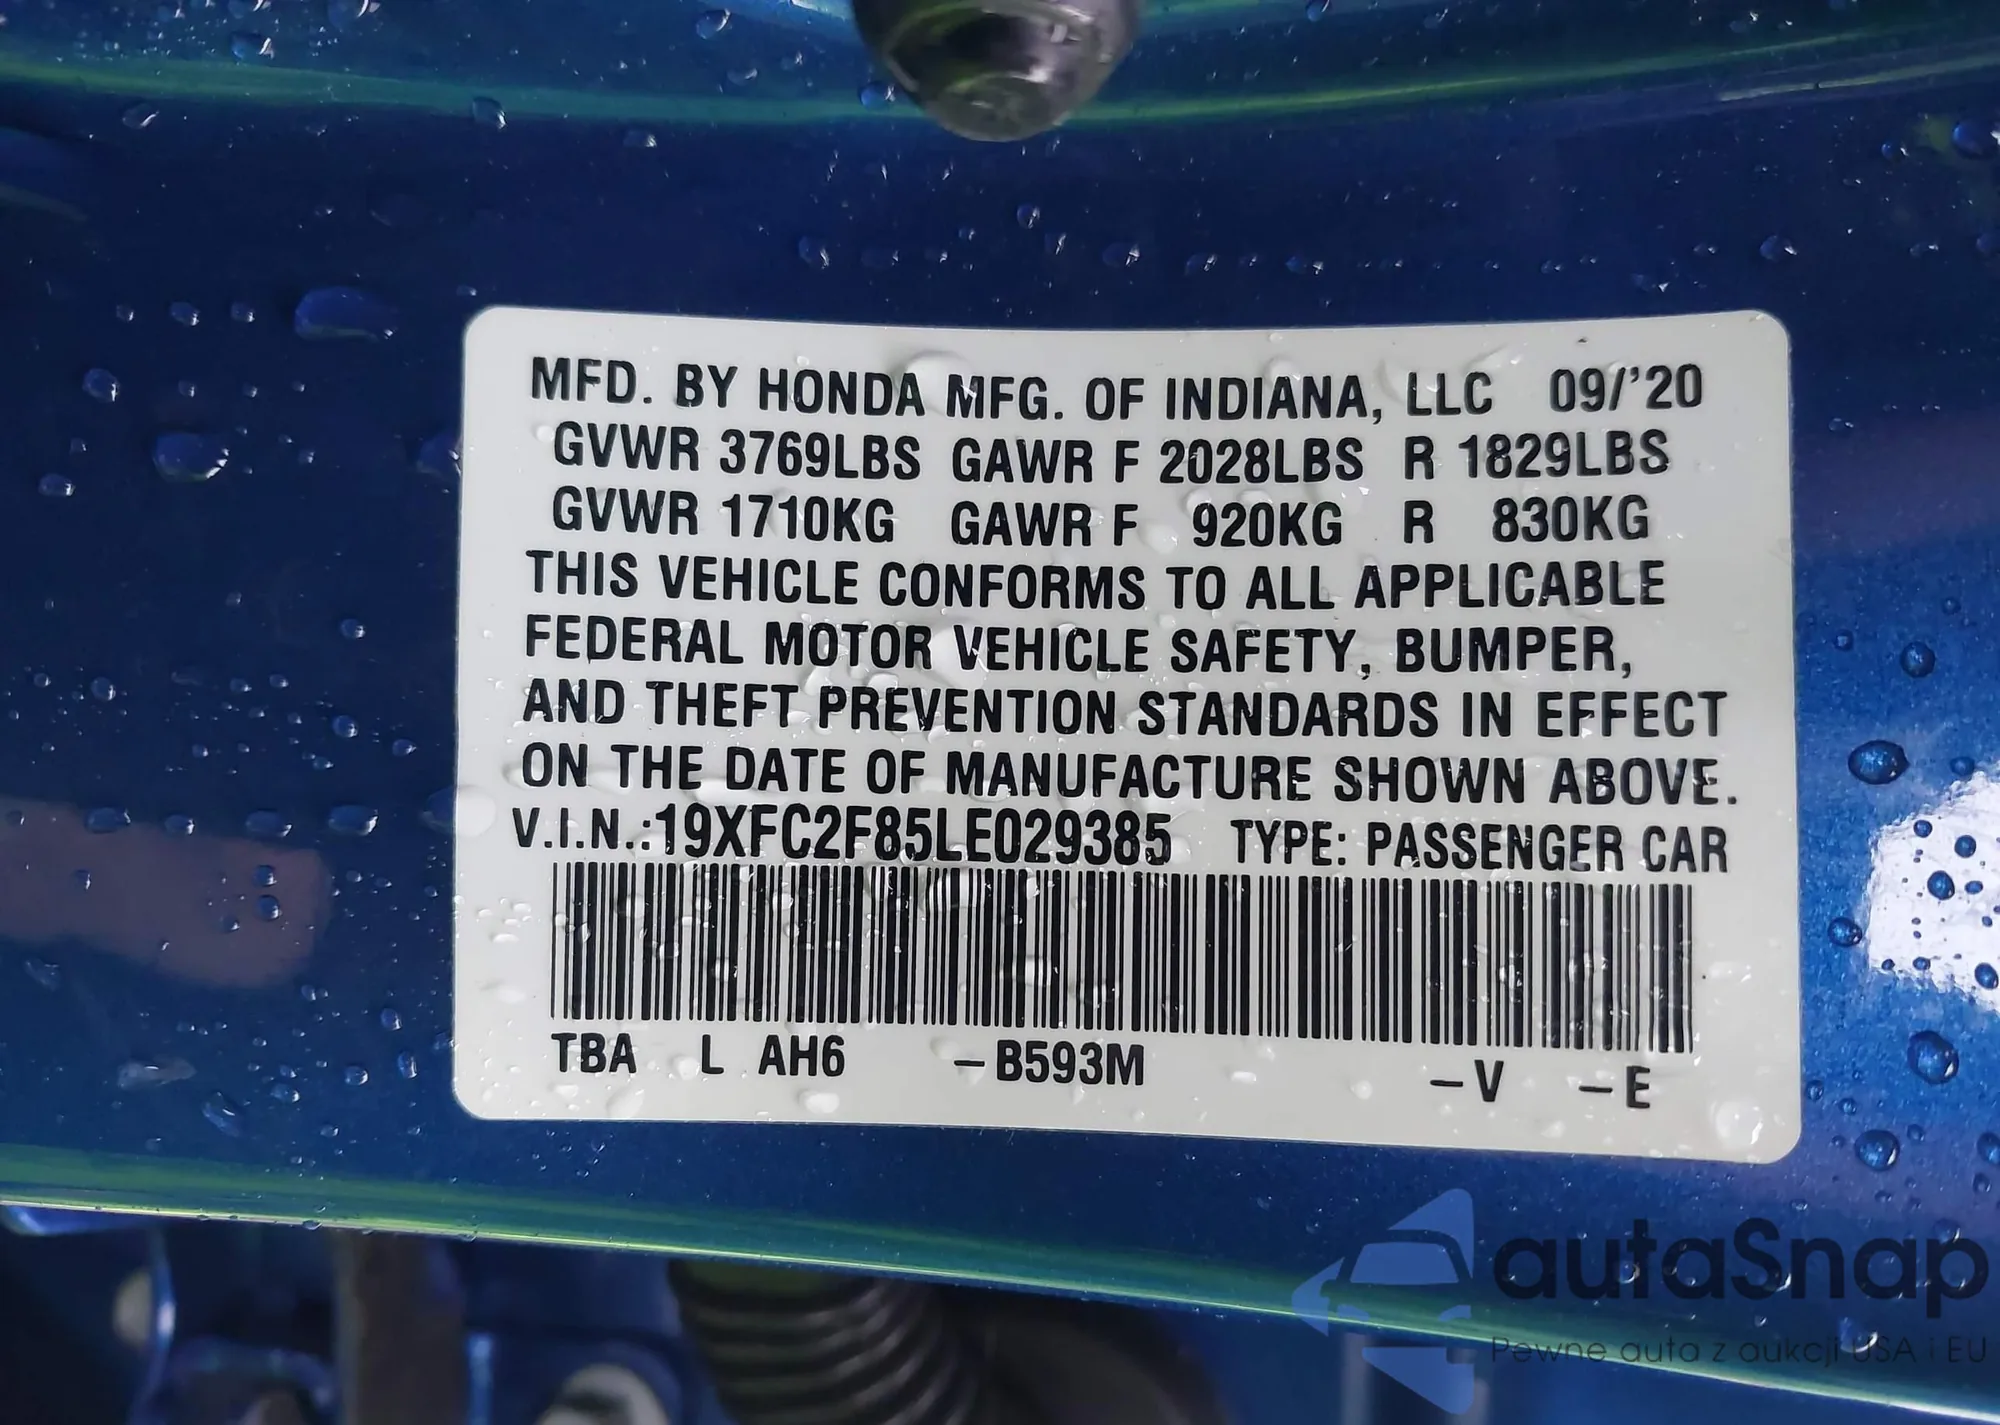 MFD. BY HONDA MFG. OF INDIANA, LLC 09/'20
GVWR 3769LBS GAWR F 2028LBS R 1829LBS
GVWR 1710KG GAWR F 920KG R 830KG
THIS VEHICLE CONFORMS TO ALL APPLICABLE
FEDERAL MOTOR VEHICLE SAFETY, BUMPER,
AND THEFT PREVENTION STANDARDS IN EFFECT
ON THE DATE OF MANUFACTURE SHOWN ABOVE.
V.I.N.:19XFC2F85LE029385 TYPE: PASSENGER CAR
TBA L AH6 –B593M –V –E
autaSnap
Pewne auta z aukcji USA i EU